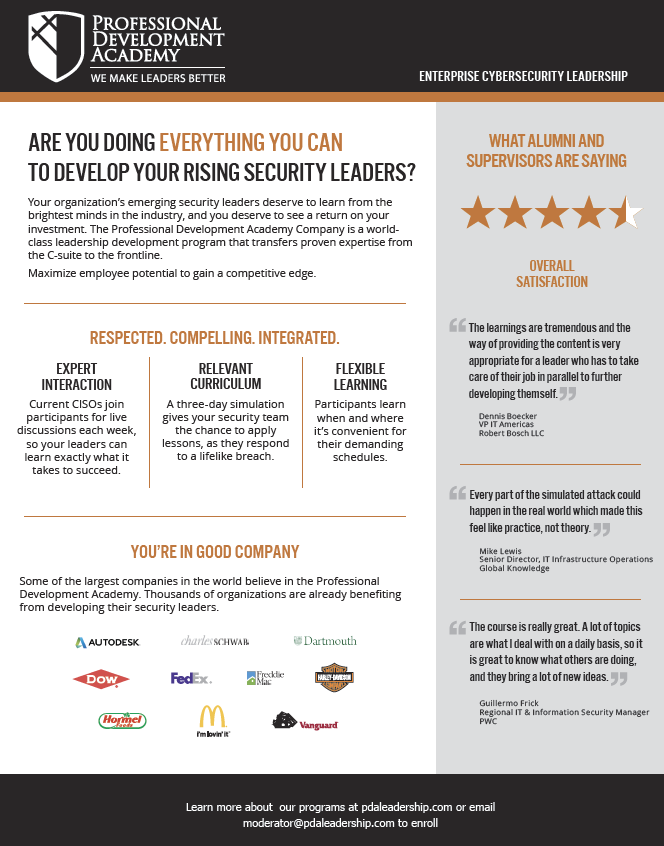 PROFESSIONAL
DEVELOPMENT
ACADEMY
WE MAKE LEADERS BETTER
ENTERPRISE CYBERSECURITY LEADERSHIP
ARE YOU DOING EVERYTHING YOU CAN
TO DEVELOP YOUR RISING SECURITY LEADERS?
Your organization's emerging security leaders deserve to learn from the
brightest minds in the industry, and you deserve to see a return on your
investment. The Professional Development Academy Company is a world-
class leadership development program that transfers proven expertise from
the C-suite to the frontline.
Maximize employee potential to gain a competitive edge.
RESPECTED. COMPELLING. INTEGRATED.
EXPERT
INTERACTION
Current CISOs join
participants for live
discussions each week,
so your leaders can
learn exactly what it
takes to succeed.
RELEVANT
CURRICULUM
A three-day simulation
gives your security team
the chance to apply
lessons, as they respond
to a lifelike breach.
FLEXIBLE
LEARNING
Participants learn
when and where
it's convenient for
their demanding
schedules.
YOU'RE IN GOOD COMPANY
Some of the largest companies in the world believe in the Professional
Development Academy. Thousands of organizations are already benefiting
from developing their security leaders.
AUTODESK
charles SCHWAB
Dartmouth
DOW
FedEx
Freddie
Mac
MOTOR
HARLEY-DAVIDSON
Hormel
Foods
i'm lovin' it
Vanguard
WHAT ALUMNI AND
SUPERVISORS ARE SAYING
OVERALL
SATISFACTION
“ The learnings are tremendous and the
way of providing the content is very
appropriate for a leader who has to take
care of their job in parallel to further
developing themself. ”
Dennis Boecker
VP IT Americas
Robert Bosch LLC
“ Every part of the simulated attack could
happen in the real world which made this
feel like practice, not theory. ”
Mike Lewis
Senior Director, IT Infrastructure Operations
Global Knowledge
“ The course is really great. A lot of topics
are what I deal with on a daily basis, so it
is great to know what others are doing,
and they bring a lot of new ideas. ”
Guillermo Frick
Regional IT & Information Security Manager
PWC
Learn more about our programs at pdaleadership.com or email
moderator@pdaleadership.com to enroll